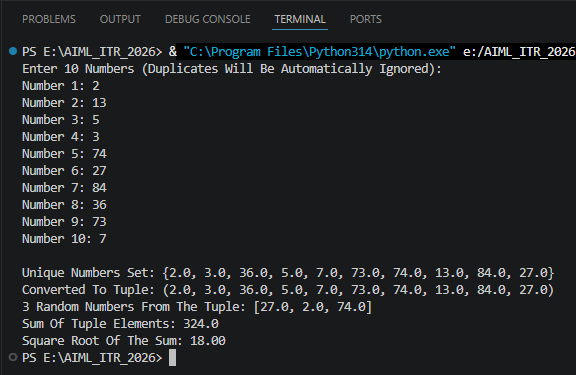 PROBLEMS OUTPUT DEBUG CONSOLE TERMINAL PORTS
PS E:\AIML_ITR_2026> & "C:\Program Files\Python314\python.exe" e:/AIML_ITR_2026
Enter 10 Numbers (Duplicates Will Be Automatically Ignored):
Number 1: 2
Number 2: 13
Number 3: 5
Number 4: 3
Number 5: 74
Number 6: 27
Number 7: 84
Number 8: 36
Number 9: 73
Number 10: 7
Unique Numbers Set: {2.0, 3.0, 36.0, 5.0, 7.0, 73.0, 74.0, 13.0, 84.0, 27.0}
Converted To Tuple: (2.0, 3.0, 36.0, 5.0, 7.0, 73.0, 74.0, 13.0, 84.0, 27.0)
3 Random Numbers From The Tuple: [27.0, 2.0, 74.0]
Sum Of Tuple Elements: 324.0
Square Root Of The Sum: 18.00
PS E:\AIML_ITR_2026>